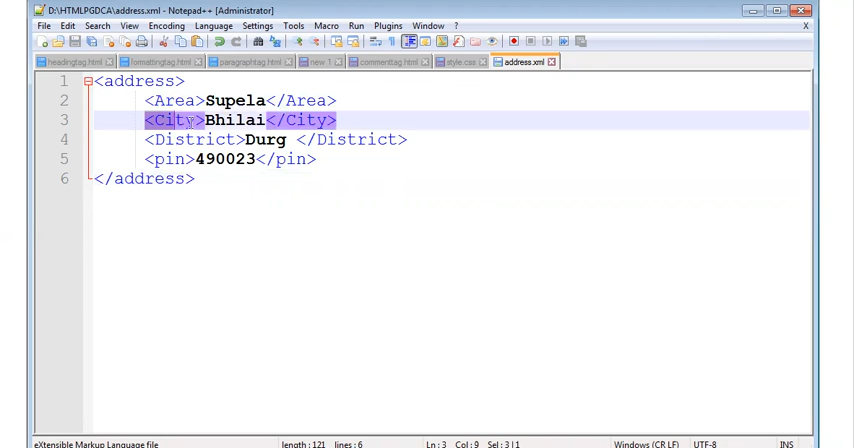 D:\HTMLPGDCA\address.xml - Notepad++ [Administrator]
File Edit Search View Encoding Language Settings Tools Macro Run Plugins Window ? X
headingtag.html formattingtag.html paragraphtag.html new 1 commenttag.html style.css address.xml
1 <address>
2 <Area>Supela</Area>
3 <City>Bhilai</City>
4 <District>Durg </District>
5 <pin>490023</pin>
6 </address>
eXtensible Markup Language file length : 121 lines : 6 Ln : 3 Col : 9 Sel : 3 | 1 Windows (CR LF) UTF-8